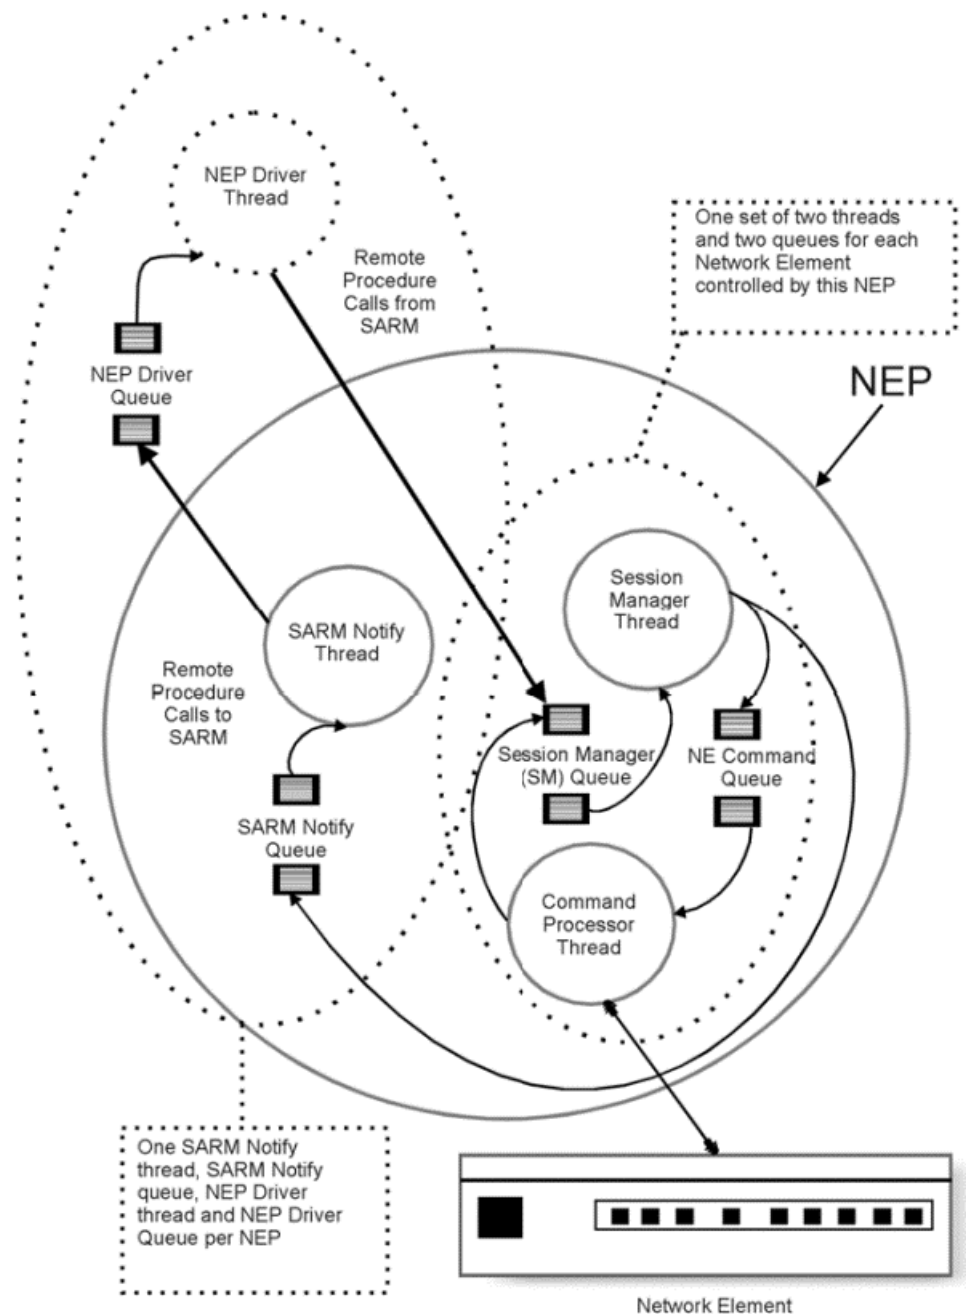 NEP Driver
Thread
One set of two threads
and two queues for each
Network Element
controlled by this NEP
Remote
Procedure
Calls from
SARM
NEP Driver
Queue
NEP
Session
Manager
Thread
SARM Notify
Thread
Remote
Procedure
Calls to
SARM
Session Manager
(SM) Queue
NE Command
Queue
SARM Notify
Queue
Command
Processor
Thread
One SARM Notify
thread, SARM Notify
queue, NEP Driver
thread and NEP Driver
Queue per NEP
Network Element